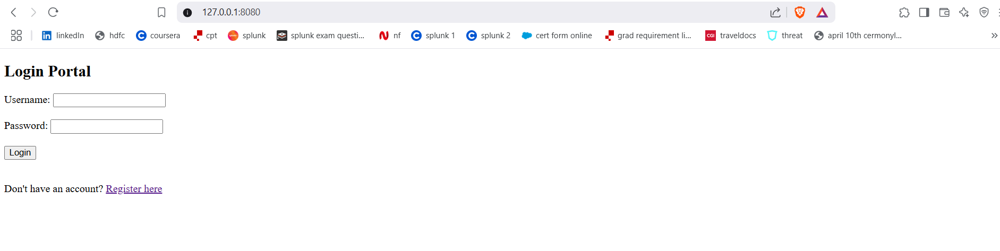 127.0.0.1:8080
linkedIn hdfc coursera cpt splunk splunk exam questi... nf splunk 1 splunk 2 cert form online grad requirement li... CGI traveldocs threat april 10th cermonyl...
Login Portal
Username:
Password:
Login
Don't have an account? Register here